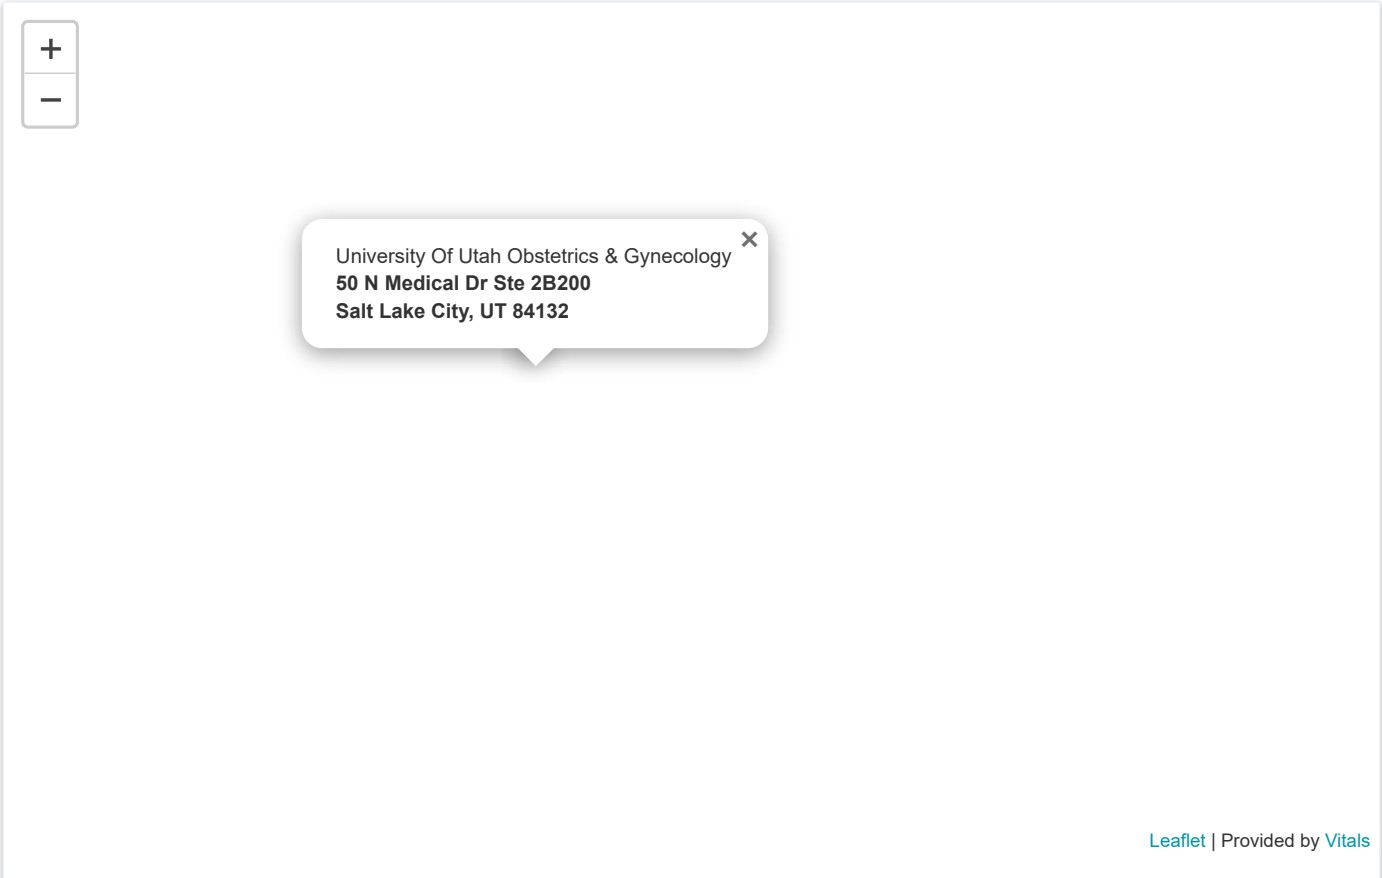 +
−
University Of Utah Obstetrics & Gynecology
50 N Medical Dr Ste 2B200
Salt Lake City, UT 84132
×
Leaflet | Provided by Vitals